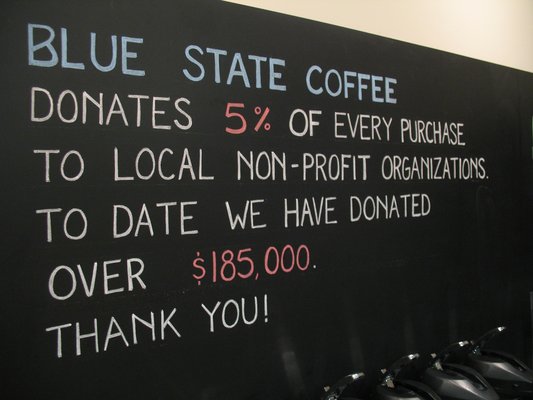 BLUE STATE COFFEE
DONATES 5% OF EVERY PURCHASE
TO LOCAL NON-PROFIT ORGANIZATIONS.
TO DATE WE HAVE DONATED
OVER $185,000.
THANK YOU!